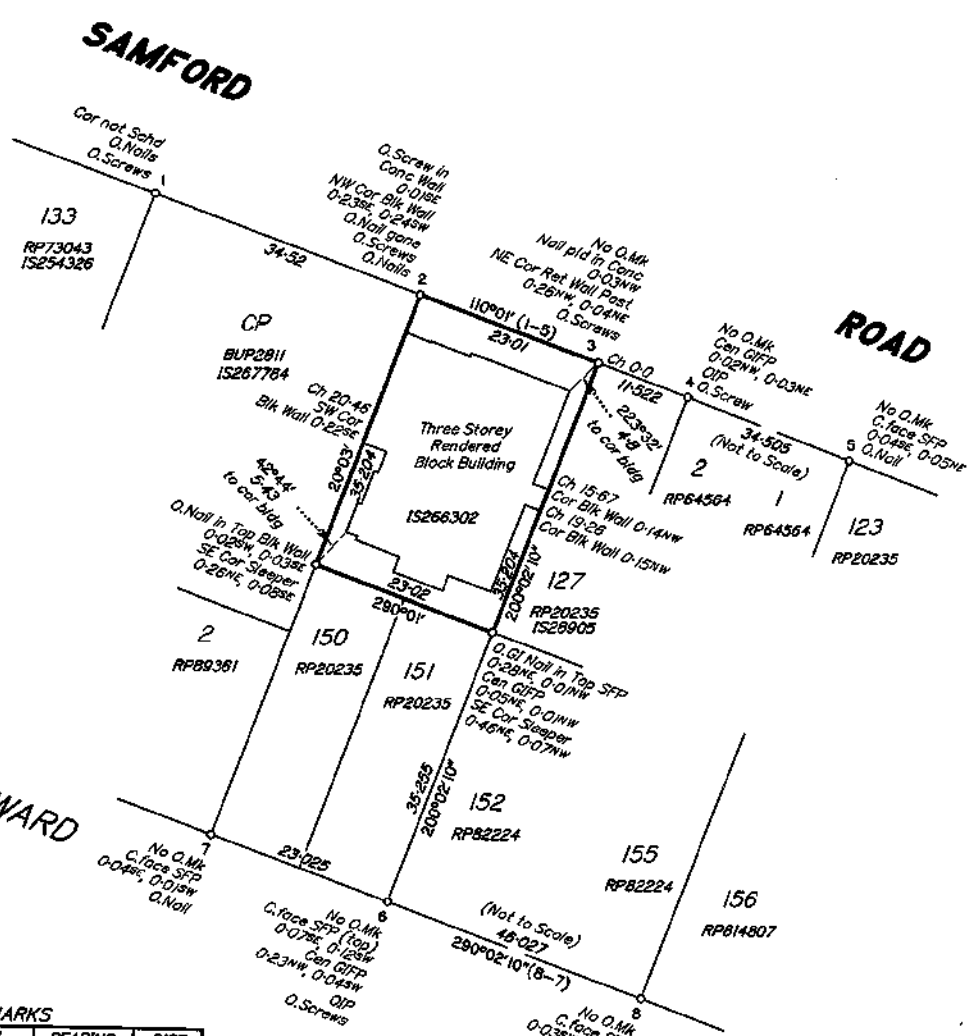 SAMFORD
Cor not Schd
O.Nails
O.Screws
1
133
RP73043
IS254326
34·52
O.Screw in
Conc Wall
0·01SE
NW Cor Blk Wall
0·23SE, 0·24SW
O.Nail gone
O.Screws
O.Nails
2
110°01' (1-5)
23·01
No O.Mk
Nail pld in Conc
0·03NW
NE Cor Ret Wall Post
0·26NW, 0·04NE
O.Screws
3
Ch 0·0
11·522
ROAD
No O.Mk
Cen GIFP
0·02NW, 0·03NE
OIP
O.Screw
4
34·505
(Not to Scale)
No O.Mk
C.face SFP
0·04SE, 0·05NE
O.Nail
5
CP
BUP2811
IS267784
Ch 20·46
SW Cor
Blk Wall 0·22SE
20°03'
35·204
Three Storey
Rendered
Block Building
IS266302
223°32'
4·8
to cor bldg
2
RP64564
1
RP64564
123
RP20235
42°44'
5·43
to cor bldg
Ch 15·67
Cor Blk Wall 0·14NW
Ch 19·26
Cor Blk Wall 0·15NW
O.Nail in Top Blk Wall
0·02SW, 0·03SE
SE Cor Sleeper
0·26NE, 0·08SE
23·02
290°01'
35·204
200°02'10"
127
RP20235
IS28905
2
RP89361
150
RP20235
151
RP20235
O.GI Nail in Top SFP
0·28NE, 0·01NW
Cen GIFP
0·05NE, 0·01NW
SE Cor Sleeper
0·46NE, 0·07NW
35·255
200°02'10"
152
RP82224
155
RP82224
156
RP814807
WARD
7
No O.Mk
C.face SFP
0·04SE, 0·01SW
O.Nail
23·025
6
No O.Mk
C.face SFP (top)
0·07SE, 0·12SW
Cen GIFP
0·23NW, 0·04SW
OIP
O.Screws
(Not to Scale)
46·027
290°02'10"(8-7)
8
No O.Mk
C.face
ARKS
BEARING
DIST